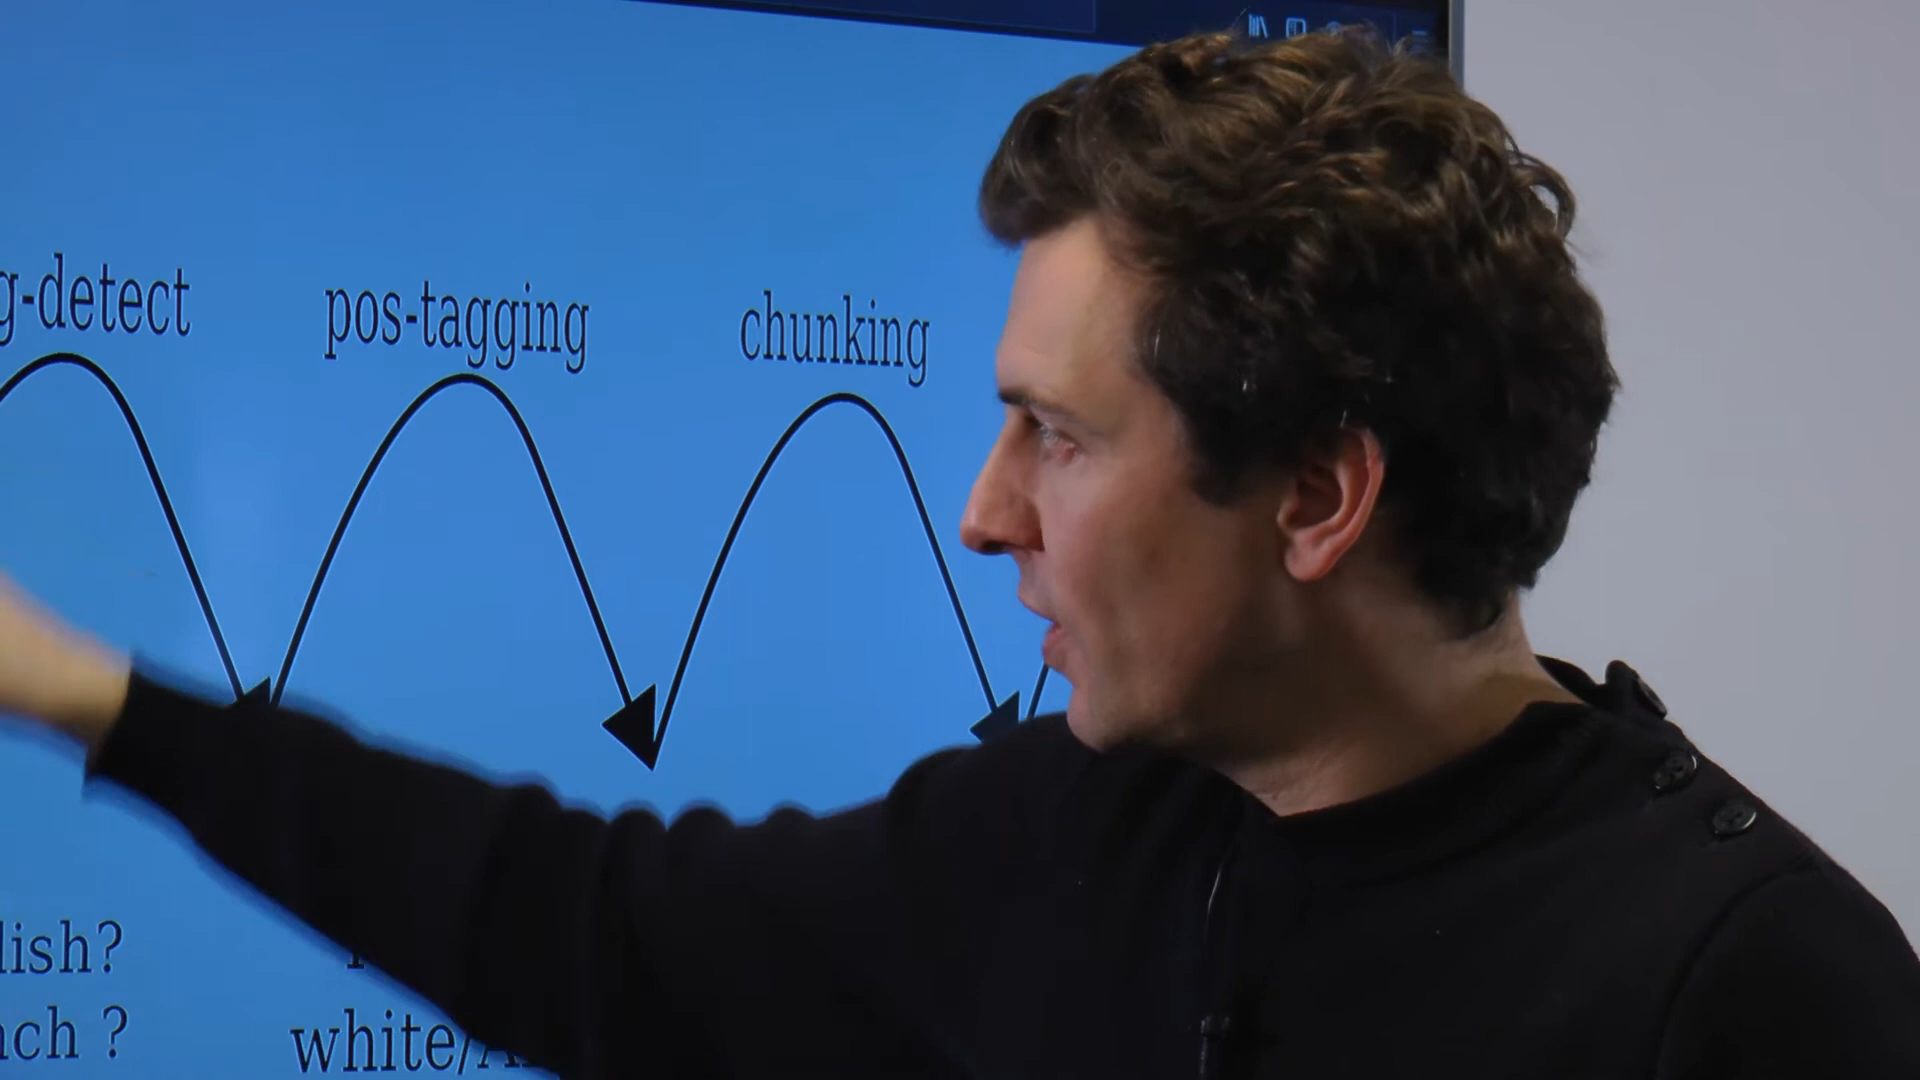 g-detect
pos-tagging
chunking
lish?
nch ?
white/